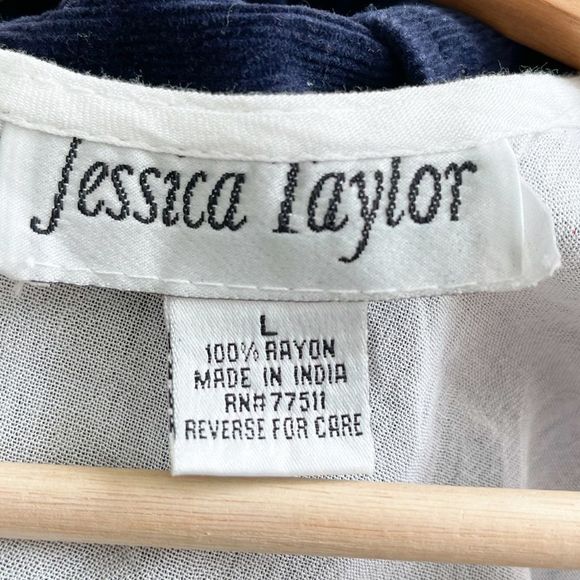 Jessica Taylor
L
100% RAYON
MADE IN INDIA
RN#77511
REVERSE FOR CARE